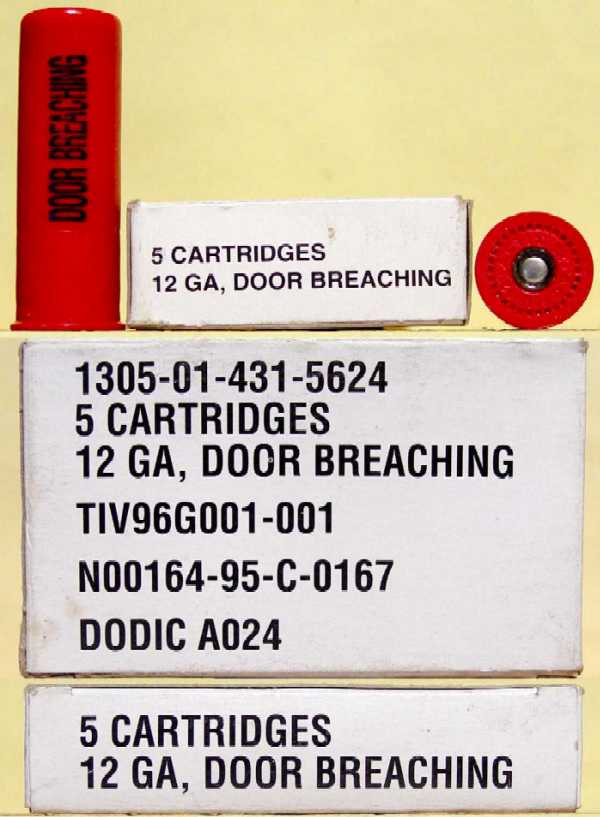 DOOR BREACHING
5 CARTRIDGES
12 GA, DOOR BREACHING
1305-01-431-5624
5 CARTRIDGES
12 GA, DOOR BREACHING
TIV96G001-001
N00164-95-C-0167
DODIC A024
5 CARTRIDGES
12 GA, DOOR BREACHING